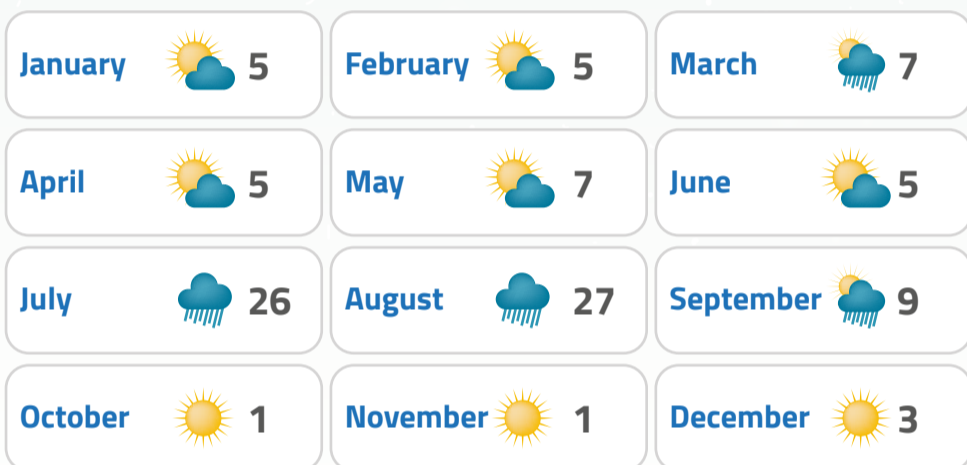 January 5
February 5
March 7
April 5
May 7
June 5
July 26
August 27
September 9
October 1
November 1
December 3